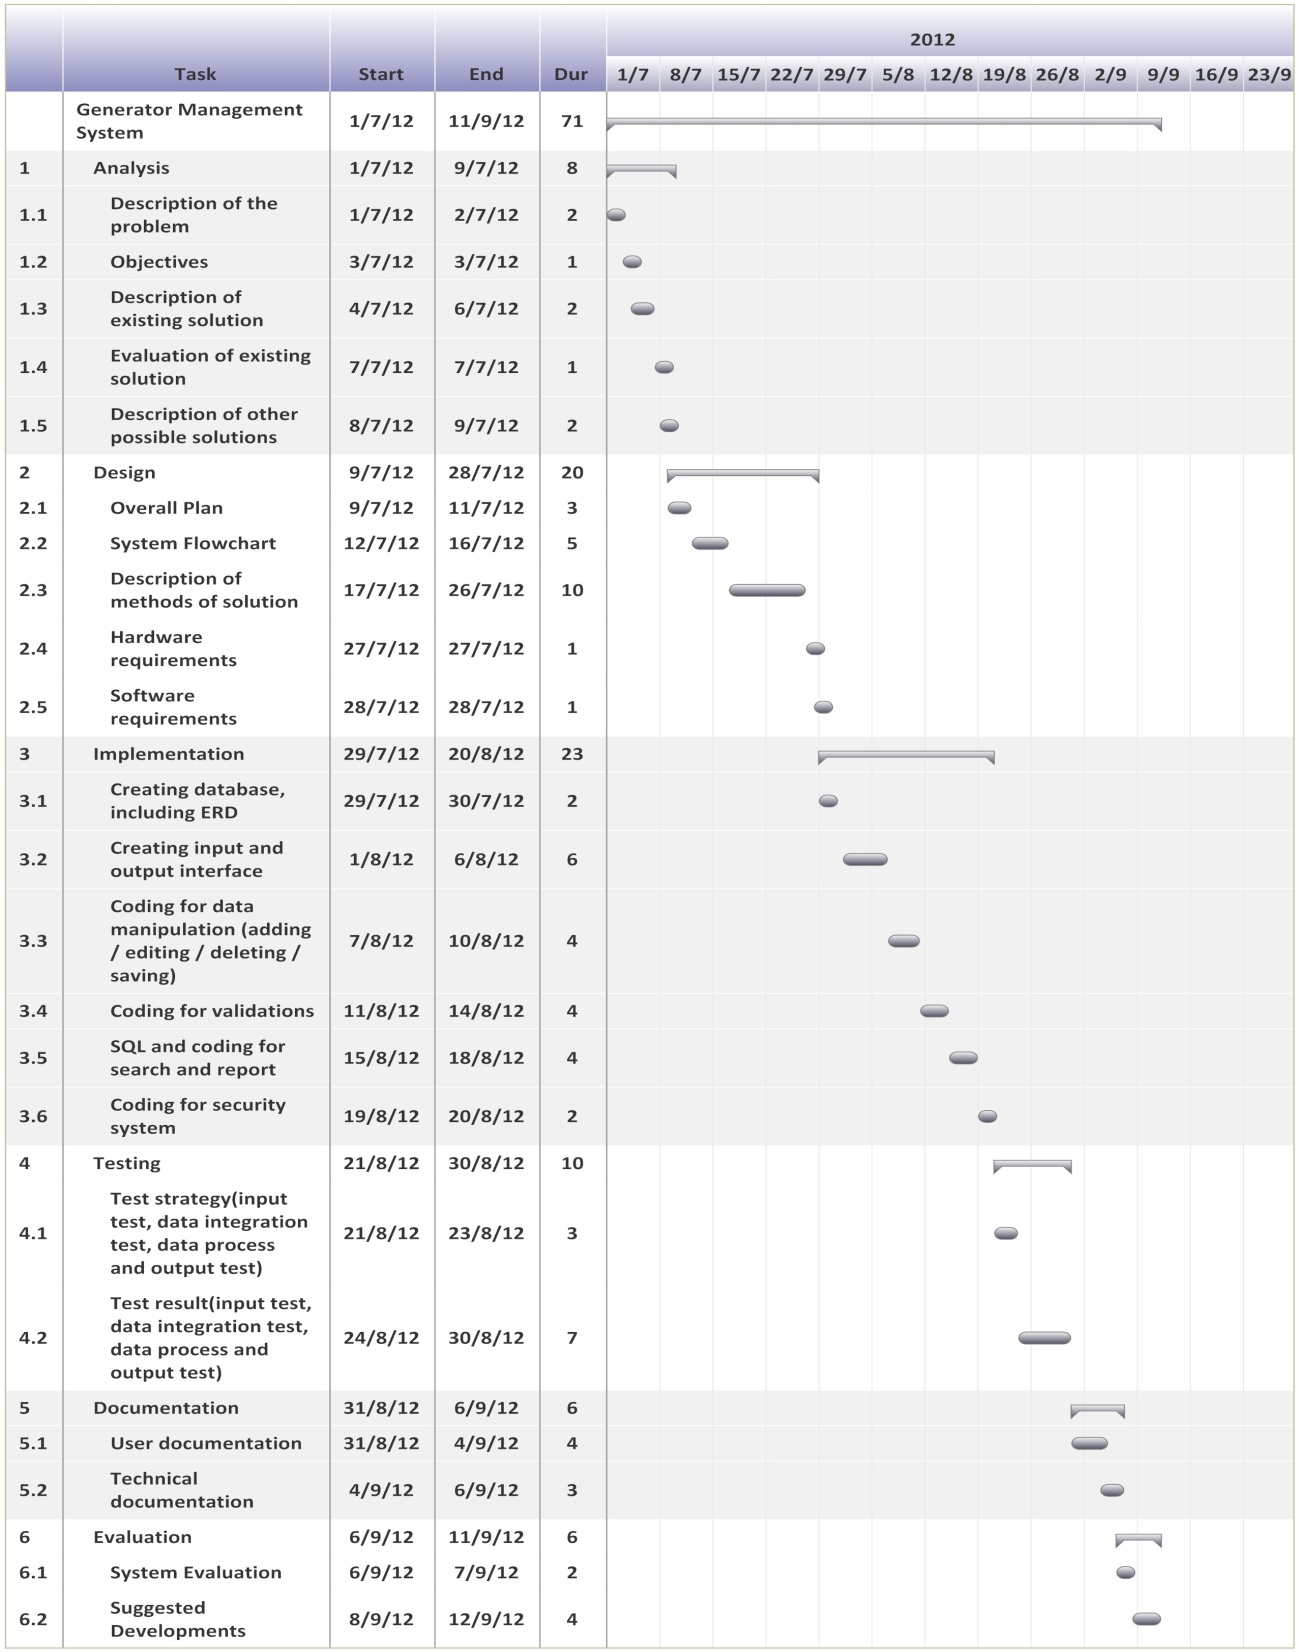 2012
Task Start End Dur 1/7 8/7 15/7 22/7 29/7 5/8 12/8 19/8 26/8 2/9 9/9 16/9 23/9
Generator Management
System
1/7/12 11/9/12 71
1 Analysis 1/7/12 9/7/12 8
1.1 Description of the
problem
1/7/12 2/7/12 2
1.2 Objectives 3/7/12 3/7/12 1
1.3 Description of
existing solution
4/7/12 6/7/12 2
1.4 Evaluation of existing
solution
7/7/12 7/7/12 1
1.5 Description of other
possible solutions
8/7/12 9/7/12 2
2 Design 9/7/12 28/7/12 20
2.1 Overall Plan 9/7/12 11/7/12 3
2.2 System Flowchart 12/7/12 16/7/12 5
2.3 Description of
methods of solution
17/7/12 26/7/12 10
2.4 Hardware
requirements
27/7/12 27/7/12 1
2.5 Software
requirements
28/7/12 28/7/12 1
3 Implementation 29/7/12 20/8/12 23
3.1 Creating database,
including ERD
29/7/12 30/7/12 2
3.2 Creating input and
output interface
1/8/12 6/8/12 6
3.3 Coding for data
manipulation (adding
/ editing / deleting /
saving)
7/8/12 10/8/12 4
3.4 Coding for validations 11/8/12 14/8/12 4
3.5 SQL and coding for
search and report
15/8/12 18/8/12 4
3.6 Coding for security
system
19/8/12 20/8/12 2
4 Testing 21/8/12 30/8/12 10
4.1 Test strategy(input
test, data integration
test, data process
and output test)
21/8/12 23/8/12 3
4.2 Test result(input test,
data integration test,
data process and
output test)
24/8/12 30/8/12 7
5 Documentation 31/8/12 6/9/12 6
5.1 User documentation 31/8/12 4/9/12 4
5.2 Technical
documentation
4/9/12 6/9/12 3
6 Evaluation 6/9/12 11/9/12 6
6.1 System Evaluation 6/9/12 7/9/12 2
6.2 Suggested
Developments
8/9/12 12/9/12 4